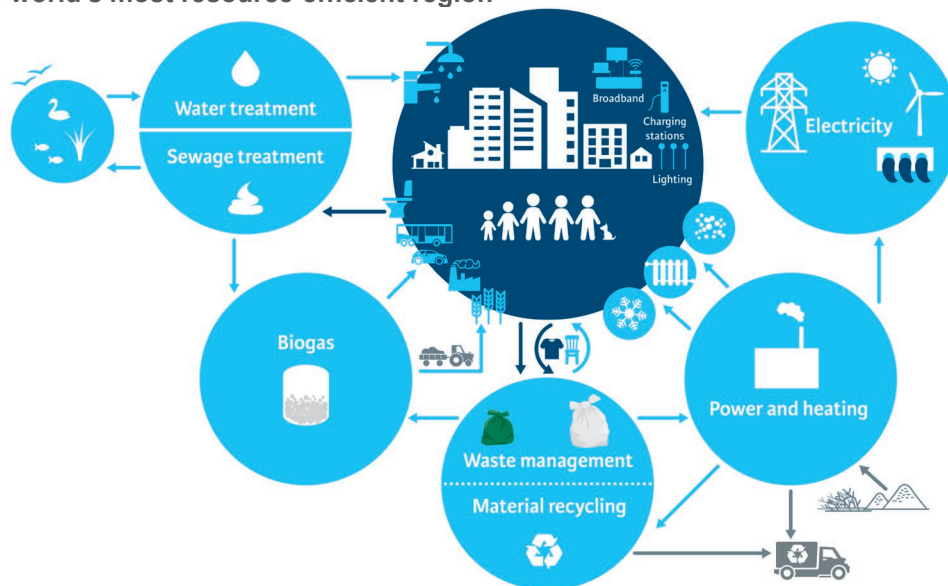 world's most resource-efficient region
Water treatment
Sewage treatment
Broadband
Charging
stations
Lighting
Electricity
Biogas
Power and heating
Waste management
Material recycling